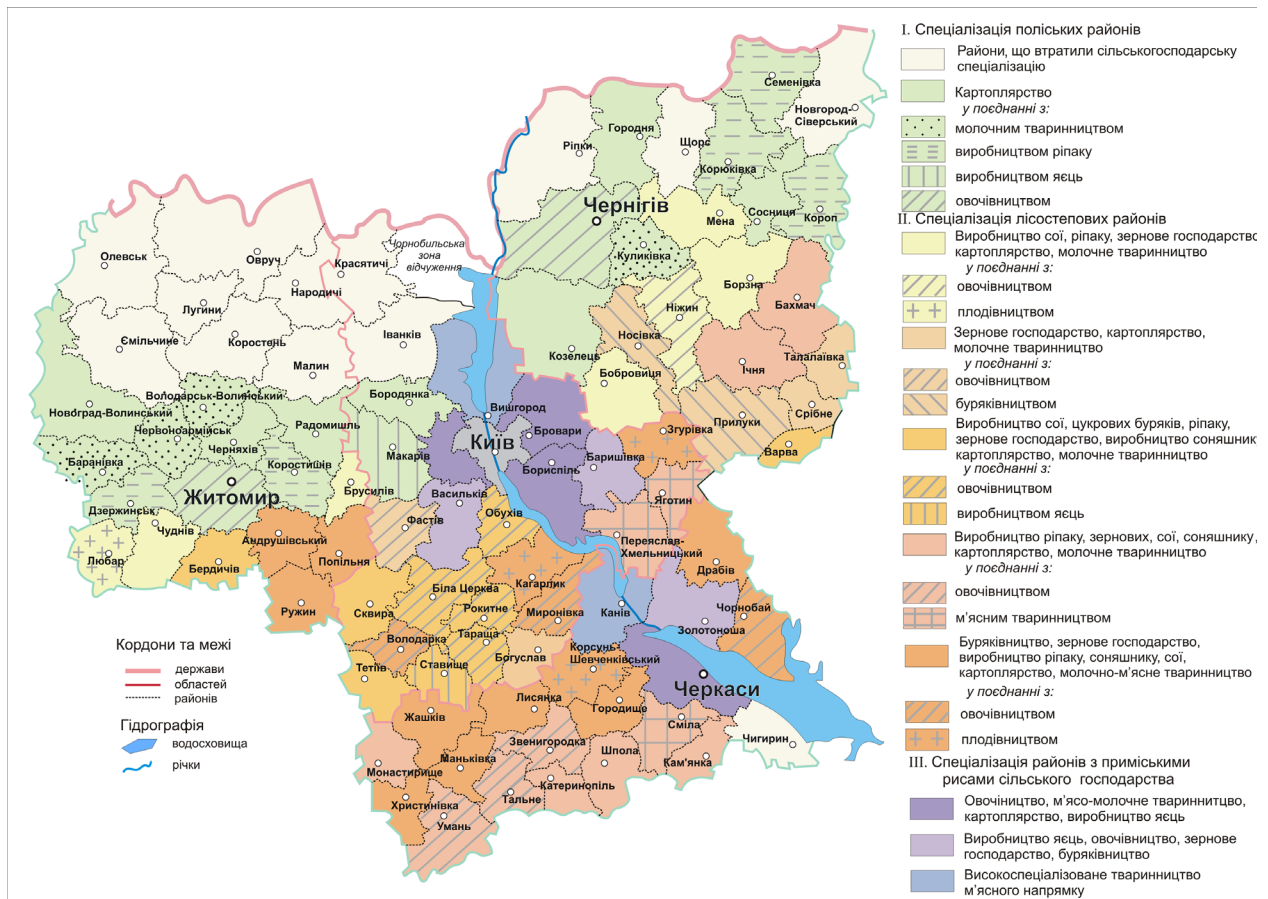 І. Спеціалізація поліських районів
Райони, що втратили сільськогосподарську
спеціалізацію
Картоплярство
у поєднанні з:
молочним тваринництвом
виробництвом ріпаку
виробництвом яєць
овочівництвом
ІІ. Спеціалізація лісостепових районів
Виробництво сої, ріпаку, зернове господарство
картоплярство, молочне тваринництво
у поєднанні з:
овочівництвом
плодівництвом
Зернове господарство, картоплярство,
молочне тваринництво
у поєднанні з:
овочівництвом
буряківництвом
Виробництво сої, цукрових буряків, ріпаку,
зернове господарство, виробництво соняшник
картоплярство, молочне тваринництво
у поєднанні з:
овочівництвом
виробництвом яєць
Виробництво ріпаку, зернових, сої, соняшнику,
картоплярство, молочне тваринництво
у поєднанні з:
овочівництвом
м'ясним тваринництвом
Буряківництво, зернове господарство,
виробництво ріпаку, соняшнику, сої,
картоплярство, молочно-м'ясне тваринництво
у поєднанні з:
овочівництвом
плодівництвом
ІІІ. Спеціалізація районів з приміськими
рисами сільського господарства
Овочіництво, м'ясо-молочне твариннитцво,
картоплярство, виробництво яєць
Виробництво яєць, овочівництво, зернове
господарство, буряківництво
Високоспеціалізоване тваринництво
м'ясного напрямку
Семенівка
Новгород-
Сіверський
Городня
Ріпки
Щорс
Корюківка
Чернігів
Мена
Сосниця
Короп
Куликівка
Чорнобильська
зона
відчуження
Олевськ
Овруч
Красятичі
Народичі
Лугини
Борзна
Бахмач
Ніжин
Ємільчине
Коростень
Іванків
Носівка
Малин
Козелець
Ічня
Талалаївка
Бобровиця
Володарськ-Волинський
Бородянка
Новоград-Волинський
Вишгород
Срібне
Прилуки
Червоноармійськ
Радомишль
Київ
Бровари
Згурівка
Черняхів
Макарів
Варва
Баранівка
Коростишів
Бориспіль
Баришівка
Житомир
Брусилів
Васильків
Яготин
Дзержинськ
Обухів
Фастів
Чуднів
Андрушівський
Переяслав-
Хмельницький
Любар
Бердичів
Попільня
Драбів
Кагарлик
Біла Церква
Ружин
Сквира
Рокитне
Миронівка
Канів
Чорнобай
Володарка
Тараща
Золотоноша
Богуслав
Корсунь-
Шевченківський
Тетіїв
Ставище
Черкаси
Лисянка
Городище
Жашків
Сміла
Чигирин
Звенигородка
Шпола
Маньківка
Кам'янка
Монастирище
Катеринопіль
Тальне
Христинівка
Умань
Кордони та межі
держави
областей
районів
Гідрографія
водосховища
річки